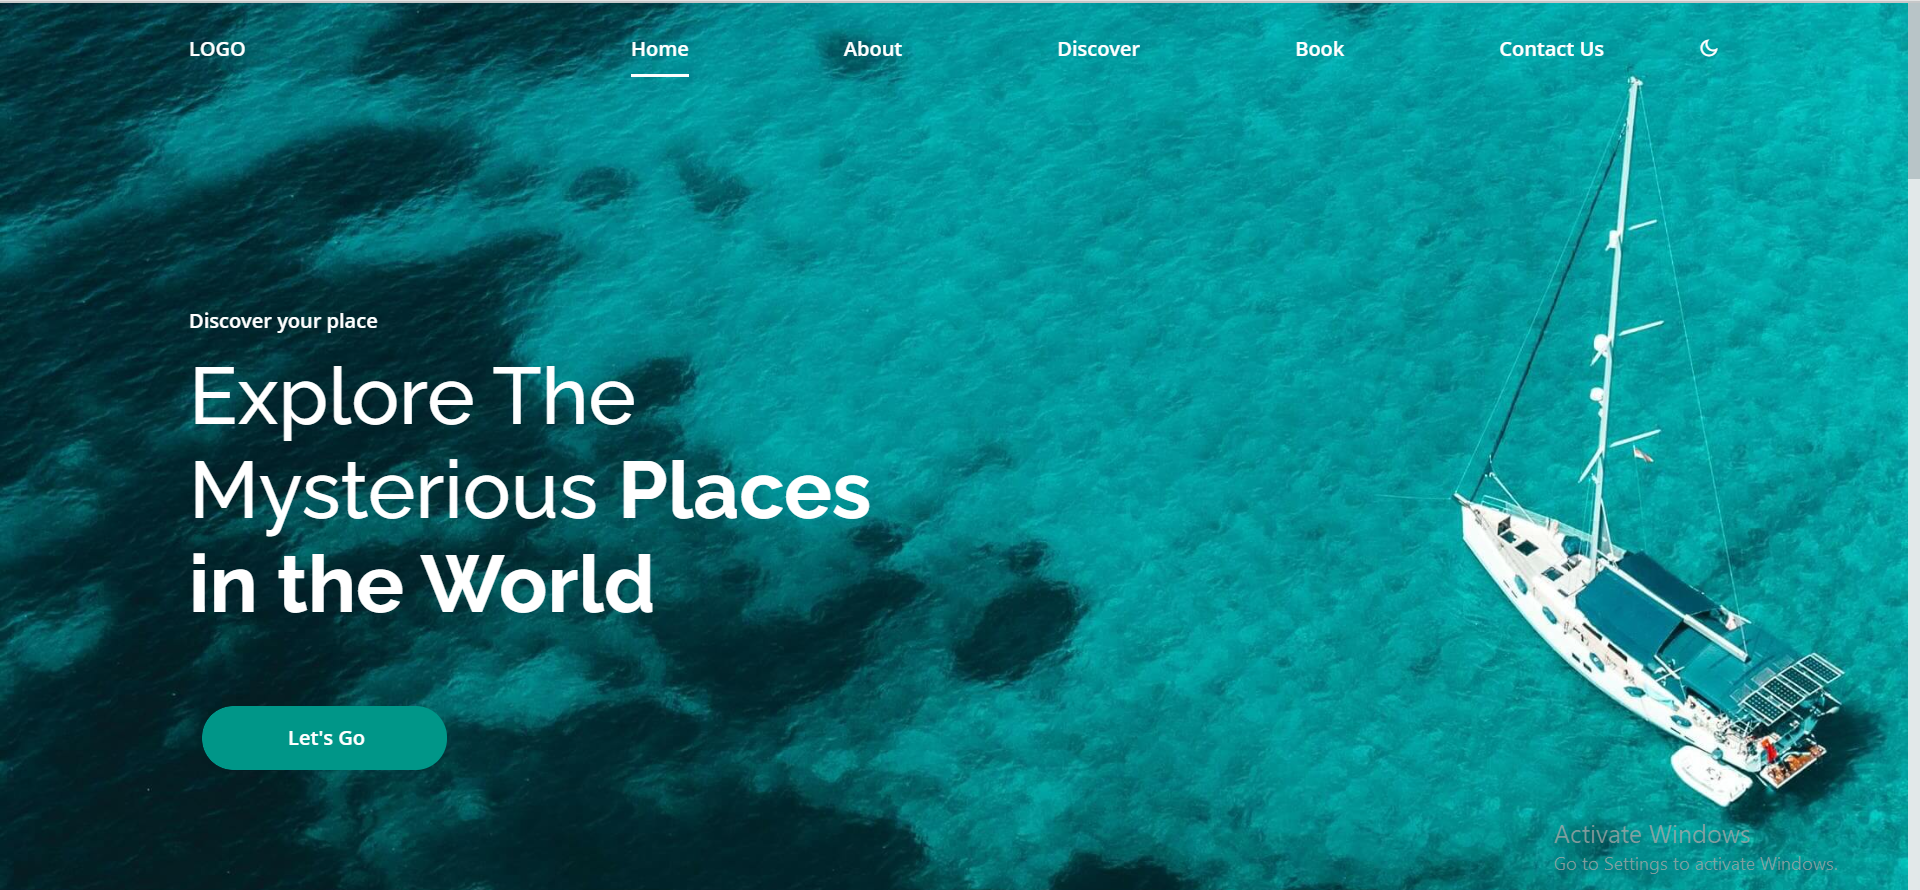 LOGO
Home
About
Discover
Book
Contact Us
Discover your place
Explore The
Mysterious Places
in the World
Let's Go
Activate Windows
Go to Settings to activate Windows.